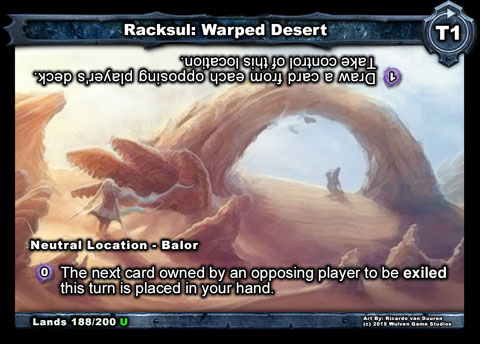 Racksul: Warped Desert
T1
1 Draw a card from each opposing player's deck.
Take control of this location.
Neutral Location - Balor
0 The next card owned by an opposing player to be exiled
this turn is placed in your hand.
Lands 188/200 U
Art By: Ricardo van Duuren
(c) 2015 Wulven Game Studios